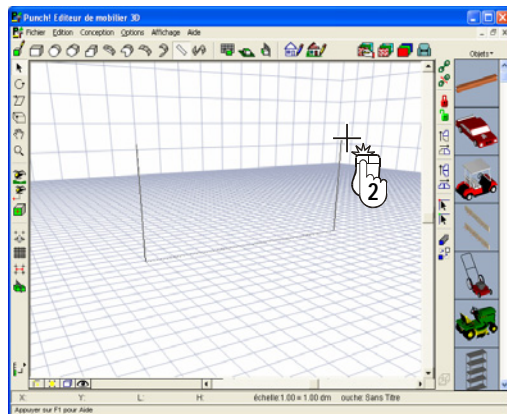 Punch! Editeur de mobilier 3D
Fichier Edition Conception Options Affichage Aide
Objets
2
X: Y: L: H: échelle:1.00 = 1.00 dm ouche: Sans Titre
Appuyer sur F1 pour Aide